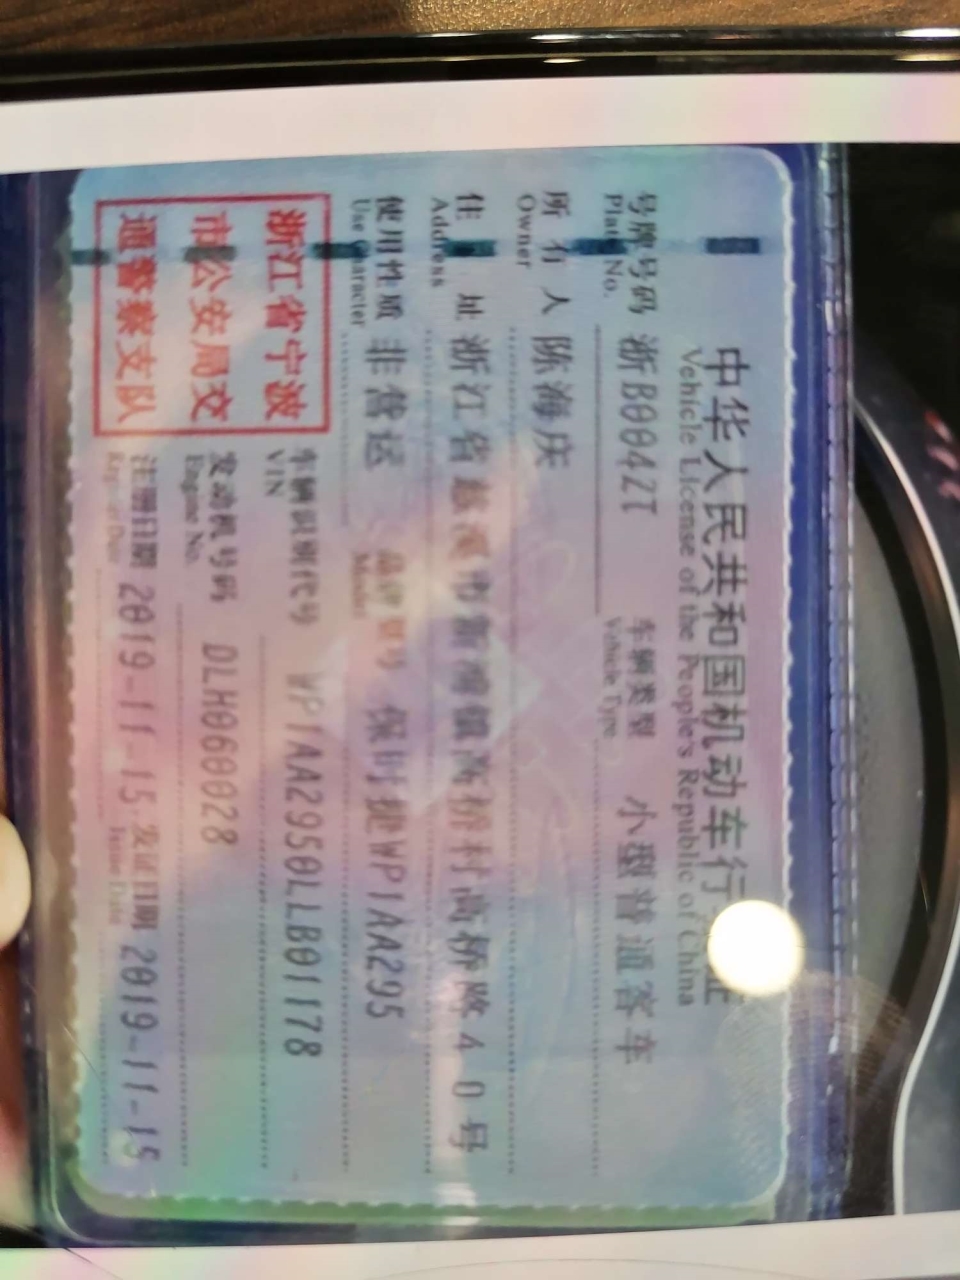 中华人民共和国机动车行
Vehicle License of the People's Republic of China
号牌号码 浙B004ZT 车辆类型 小型普通客车
Plate No. Vehicle Type
所有人 陈海庆
Owner
住址 浙江省慈溪市新浦镇高桥村高桥路40号
Address
使用性质 非营运 品牌型号 保时捷WP1AA295
Use Character Model
浙江省宁波
市公安局交
通警察支队
车辆识别代号 WP1AA2950LLB01178
VIN
发动机号码 DLH060028
Engine No.
注册日期 2019-11-15 发证日期 2019-11-15
Register Date Issue Date